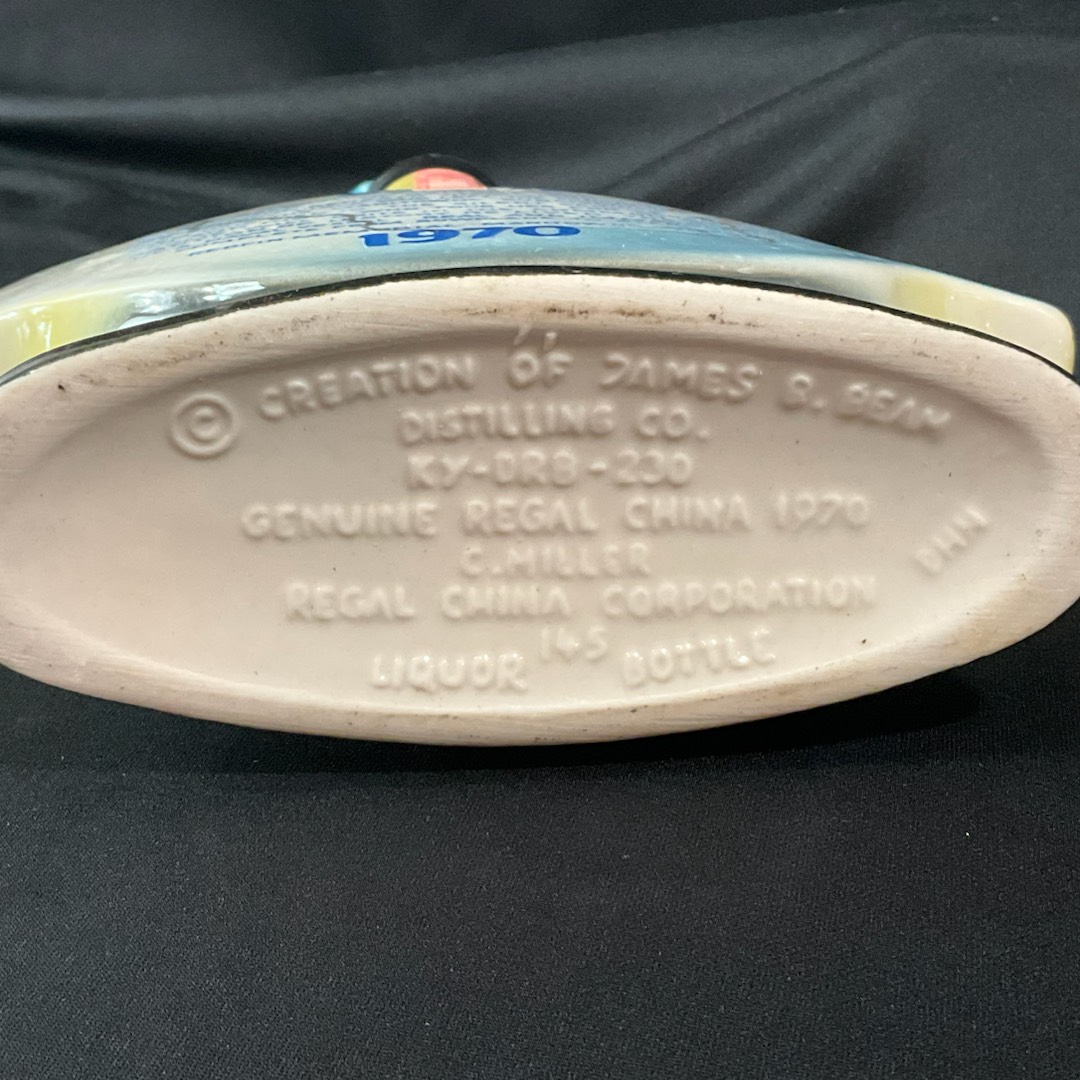 1970
© CREATION OF JAMES B. BEAM
DISTILLING CO.
KY-DRB-230
GENUINE REGAL CHINA 1970
C. MILLER
REGAL CHINA CORPORATION
145
LIQUOR BOTTLE